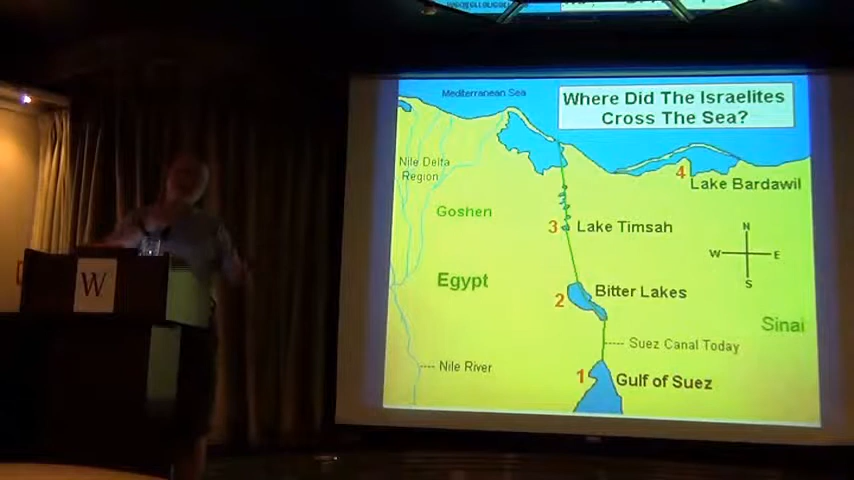 Mediterranean Sea
Where Did The Israelites
Cross The Sea?
Nile Delta
Region
4
Lake Bardawil
Goshen
3
Lake Timsah
N
W
E
S
Egypt
2
Bitter Lakes
W
Sinai
Suez Canal Today
Nile River
1
Gulf of Suez